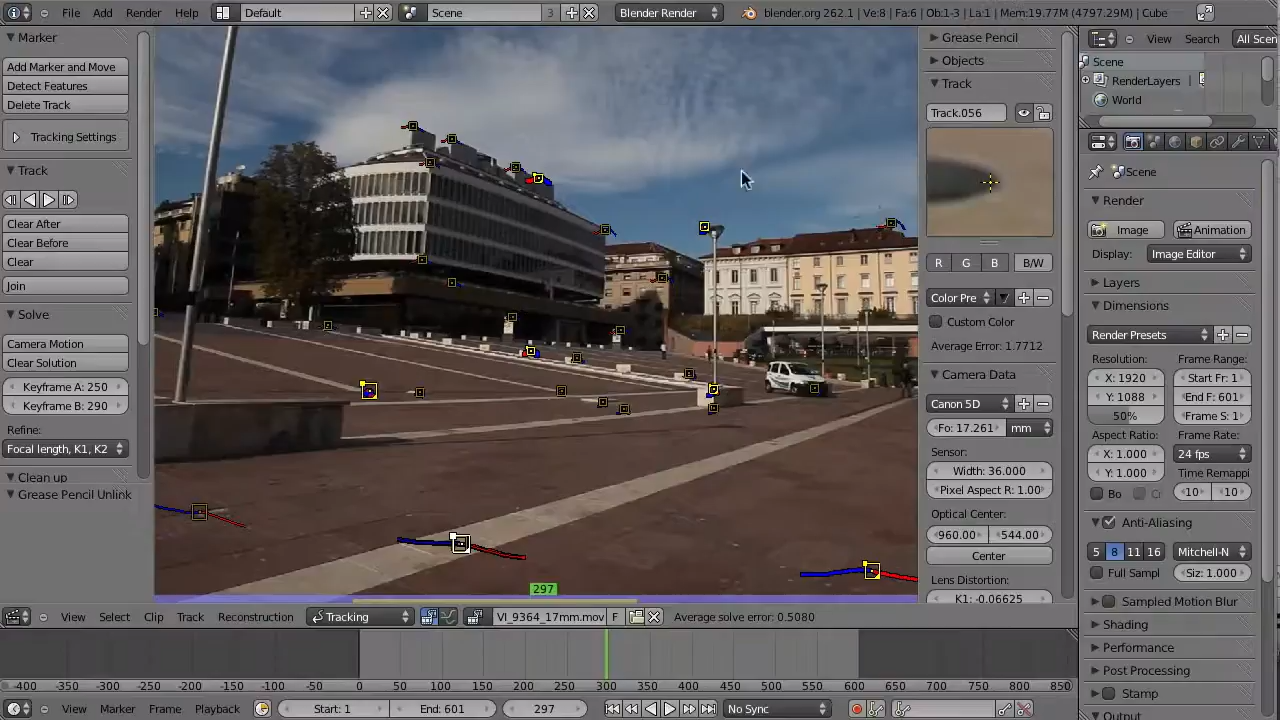 File Add Render Help Default Scene 3 Blender Render blender.org 262.1 | Ve:8 | Fa:6 | Ob:1-3 | La:1 | Mem:19.77M (4797.29M) | Cube
Marker
Add Marker and Move
Detect Features
Delete Track
Tracking Settings
Track
Clear After
Clear Before
Clear
Join
Solve
Camera Motion
Clear Solution
Keyframe A: 250
Keyframe B: 290
Refine:
Focal length, K1, K2
Clean up
Grease Pencil Unlink
297
Grease Pencil
Objects
Track
Track.056
R G B B/W
Color Pre
Custom Color
Average Error: 1.7712
Camera Data
Canon 5D
Fo: 17.261 mm
Sensor:
Width: 36.000
Pixel Aspect R: 1.00
Optical Center:
960.00 544.00
Center
Lens Distortion:
K1: -0.06625
View Search All Scen
Scene
RenderLayers
World
Scene
Render
Image Animation
Display: Image Editor
Layers
Dimensions
Render Presets
Resolution: Frame Range:
X: 1920 Start Fr: 1
Y: 1088 End F: 601
50% Frame S: 1
Aspect Ratio: Frame Rate:
X: 1.000 24 fps
Y: 1.000 Time Remappi
Bo 10 10
Anti-Aliasing
5 8 11 16 Mitchell-N
Full Sampl Siz: 1.000
Sampled Motion Blur
Shading
Performance
Post Processing
Stamp
Output
View Select Clip Track Reconstruction Tracking VI_9364_17mm.mov F Average solve error: 0.5080
-400 -350 -300 -250 -200 -150 -100 -50 0 50 100 150 200 250 300 350 400 450 500 550 600 650 700 750 800 850
View Marker Frame Playback Start: 1 End: 601 297 No Sync